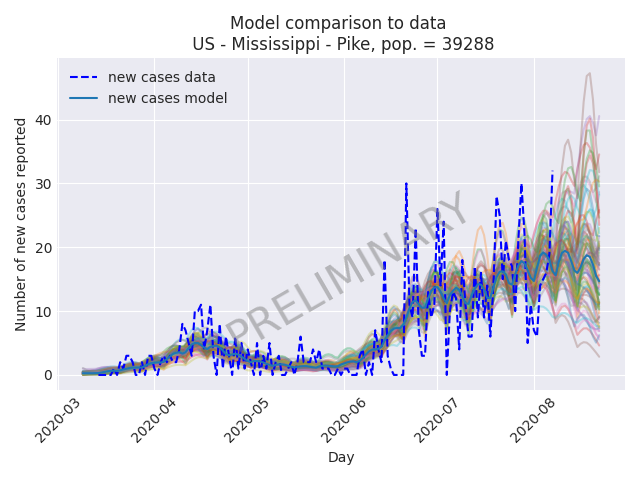 Model comparison to data
US - Mississippi - Pike, pop. = 39288
new cases data
new cases model
PRELIMINARY
Number of new cases reported
40
30
20
10
0
2020-03
2020-04
2020-05
2020-06
2020-07
2020-08
Day